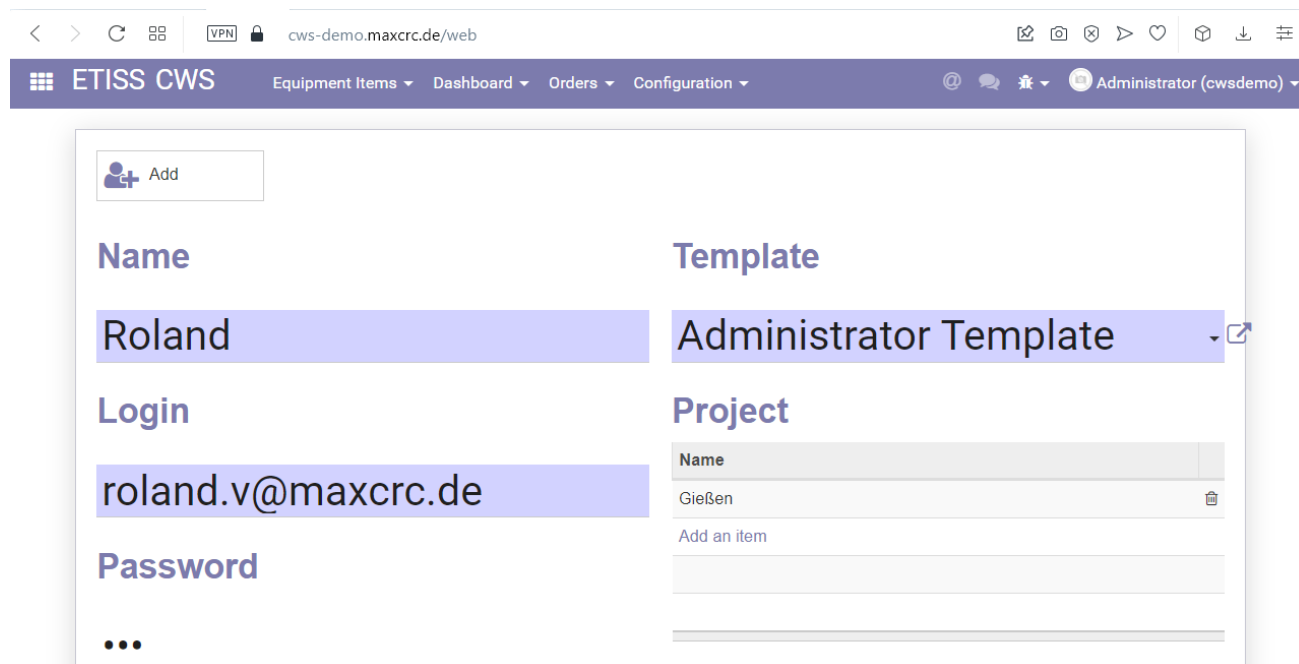 VPN cws-demo.maxcrc.de/web
ETISS CWS Equipment Items Dashboard Orders Configuration @ Administrator (cwsdemo)
Add
Name
Roland
Login
roland.v@maxcrc.de
Password
•••
Template
Administrator Template
Project
Name
Gießen
Add an item